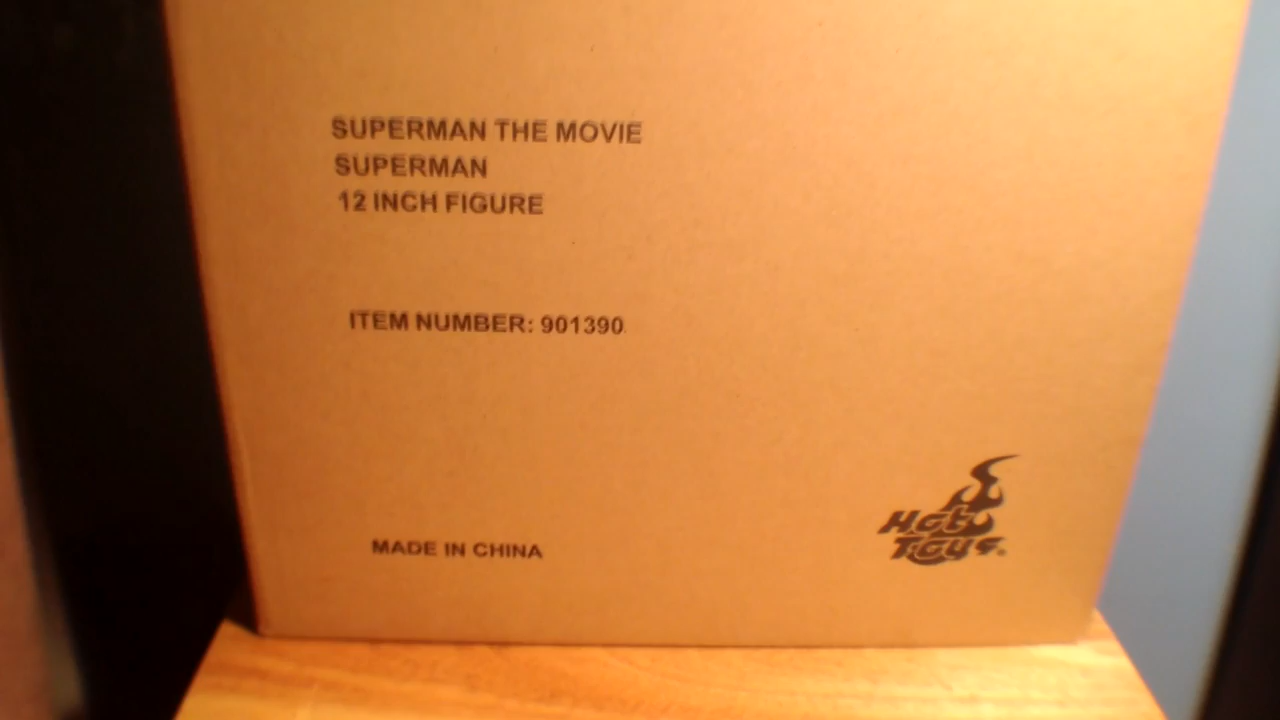 SUPERMAN THE MOVIE
SUPERMAN
12 INCH FIGURE
ITEM NUMBER: 901390
MADE IN CHINA
Hot
Toys